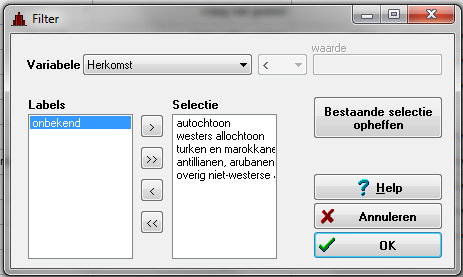 Filter
waarde
Variabele Herkomst <
Labels Selectie
onbekend
autochtoon
westers allochtoon
turken en marokkane
antillianen, arubanen
overig niet-westerse
>
>>
<
<<
Bestaande selectie
opheffen
? Help
Annuleren
OK